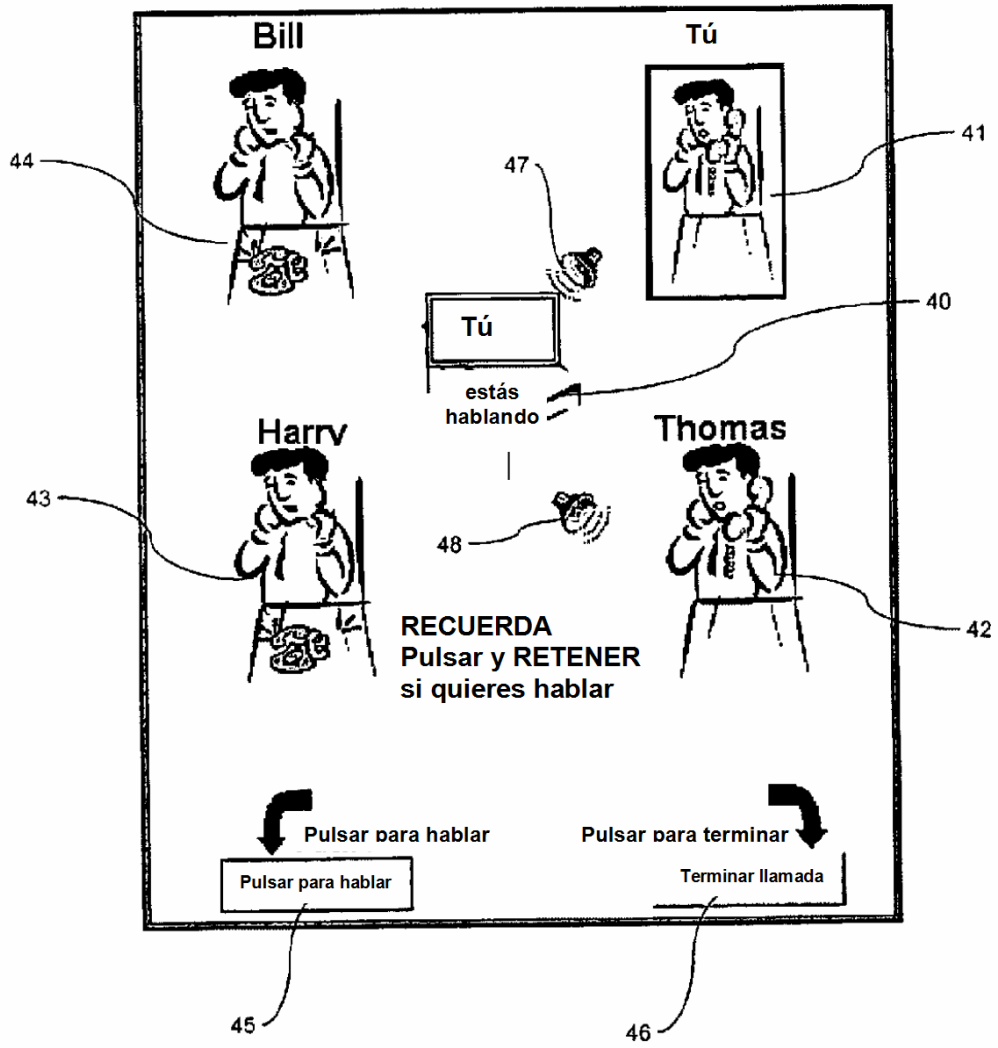 Bill
Tú
44
47
41
Tú
40
estás
hablando
Harry
Thomas
43
48
42
RECUERDA
Pulsar y RETENER
si quieres hablar
Pulsar para hablar
Pulsar para terminar
Pulsar para hablar
Terminar llamada
45
46